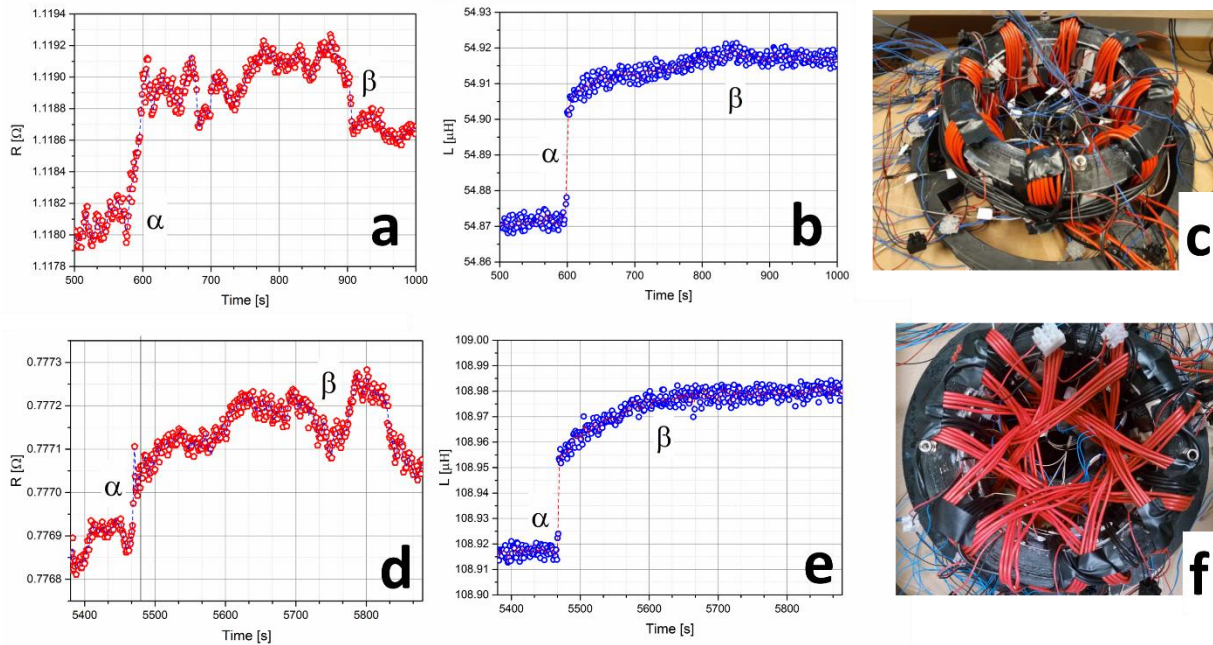 1.1194
1.1192
1.1190
1.1188
1.1186
1.1184
1.1182
1.1180
1.1178
R [Ω]
α
β
a
500 600 700 800 900 1000
Time [s]
54.93
54.92
54.91
54.90
54.89
54.88
54.87
54.86
L [μH]
α
β
b
500 600 700 800 900 1000
Time [s]
c
0.7773
0.7772
0.7771
0.7770
0.7769
0.7768
R [Ω]
α
β
d
5400 5500 5600 5700 5800
Time [s]
109.00
108.99
108.98
108.97
108.96
108.95
108.94
108.93
108.92
108.91
108.90
L [μH]
α
β
e
5400 5500 5600 5700 5800
Time [s]
f